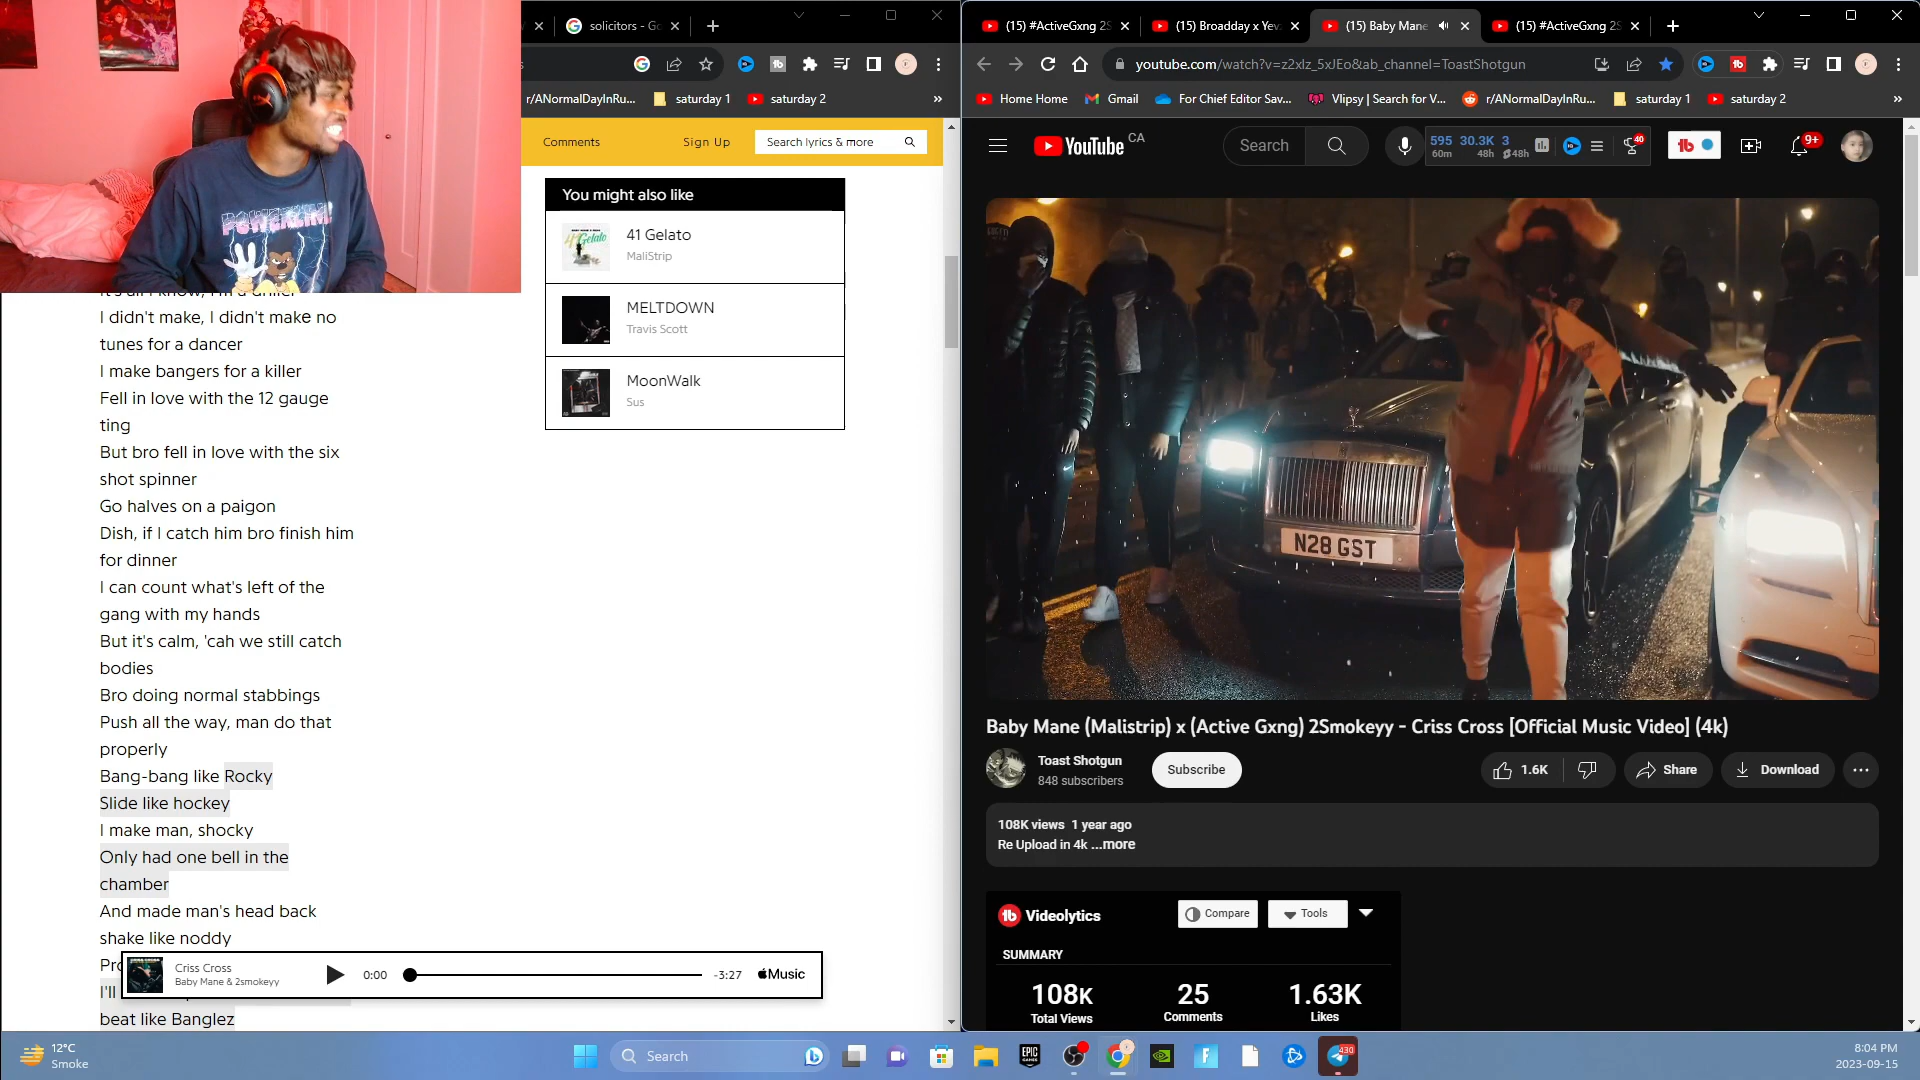 solicitors - Go
r/ANormalDayInRu...
saturday 1
saturday 2
»
Comments
Sign Up
Search lyrics & more
You might also like
41 Gelato
MaliStrip
MELTDOWN
Travis Scott
MoonWalk
Sus
POWERLINE
It's all I know, I'm a driller
I didn't make, I didn't make no
tunes for a dancer
I make bangers for a killer
Fell in love with the 12 gauge
ting
But bro fell in love with the six
shot spinner
Go halves on a paigon
Dish, if I catch him bro finish him
for dinner
I can count what's left of the
gang with my hands
But it's calm, 'cah we still catch
bodies
Bro doing normal stabbings
Push all the way, man do that
properly
Bang-bang like Rocky
Slide like hockey
I make man, shocky
Only had one bell in the
chamber
And made man's head back
shake like noddy
I'll
beat like Banglez
Criss Cross
Baby Mane & 2smokeyy
0:00
-3:27
Music
(15) #ActiveGxng 2S
(15) Broadday x Yev
(15) Baby Mane
(15) #ActiveGxng 2S
youtube.com/watch?v=z2xlz_5xJEo&ab_channel=ToastShotgun
Home Home
Gmail
For Chief Editor Sav...
Vlipsy | Search for V...
r/ANormalDayInRu...
saturday 1
saturday 2
»
YouTube CA
Search
595 30.3K 3
60m 48h 48h
40
tb
9+
N28 GST
Baby Mane (Malistrip) x (Active Gxng) 2Smokeyy - Criss Cross [Official Music Video] (4k)
Toast Shotgun
848 subscribers
Subscribe
1.6K
Share
Download
108K views 1 year ago
Re Upload in 4k ...more
Videolytics
Compare
Tools
SUMMARY
108K
Total Views
25
Comments
1.63K
Likes
12°C
Smoke
Search
EPIC GAMES
430
8:04 PM
2023-09-15